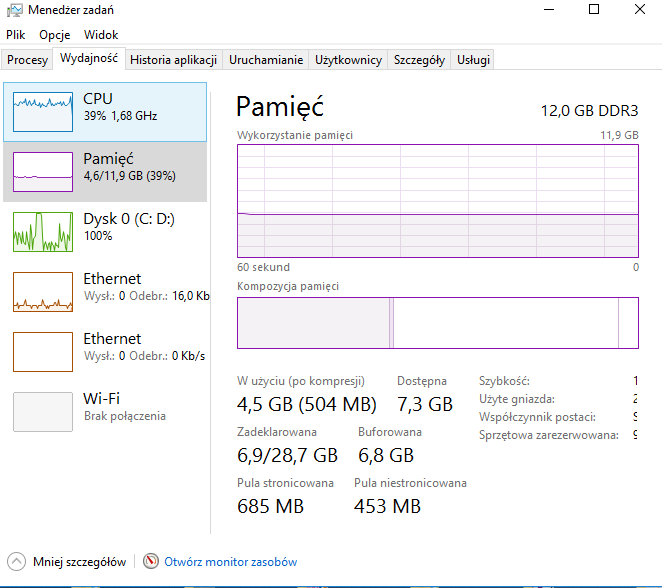 Menedżer zadań
Plik Opcje Widok
Procesy Wydajność Historia aplikacji Uruchamianie Użytkownicy Szczegóły Usługi
CPU
39% 1,68 GHz
Pamięć
4,6/11,9 GB (39%)
Dysk 0 (C: D:)
100%
Ethernet
Wysł.: 0 Odebr.: 16,0 Kb
Ethernet
Wysł.: 0 Odebr.: 0 Kb/s
Wi-Fi
Brak połączenia
Pamięć 12,0 GB DDR3
Wykorzystanie pamięci 11,9 GB
60 sekund 0
Kompozycja pamięci
W użyciu (po kompresji) Dostępna
4,5 GB (504 MB) 7,3 GB
Zadeklarowana Buforowana
6,9/28,7 GB 6,8 GB
Pula stronicowana Pula niestronicowana
685 MB 453 MB
Szybkość: 1
Użyte gniazda: 2
Współczynnik postaci:
Sprzętowa zarezerwowana: 9
Mniej szczegółów Otwórz monitor zasobów